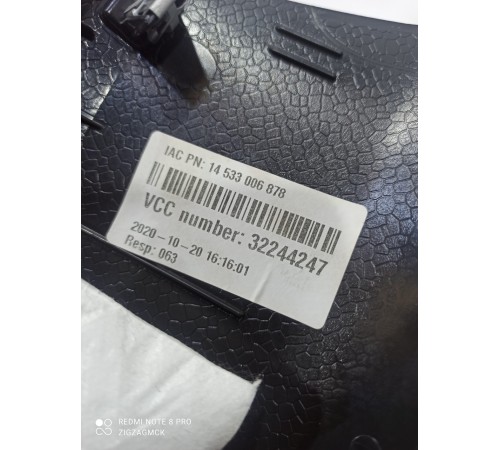 IAC PN: 14 533 006 878
VCC number: 32244247
2020-10-20 16:16:01
Resp: 063
REDMI NOTE 8 PRO
ZIGZAGMCK